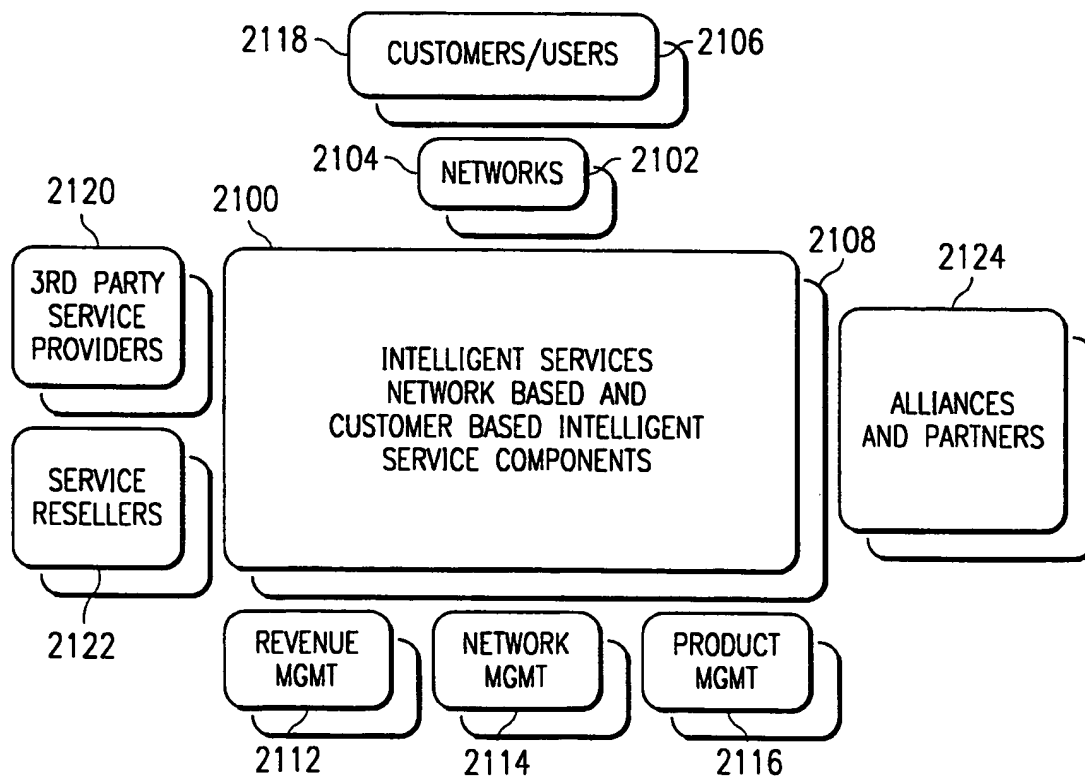 2118
CUSTOMERS/USERS
2106
2104
NETWORKS
2102
2120
2100
2108
2124
3RD PARTY
SERVICE
PROVIDERS
INTELLIGENT SERVICES
NETWORK BASED AND
CUSTOMER BASED INTELLIGENT
SERVICE COMPONENTS
ALLIANCES
AND PARTNERS
SERVICE
RESELLERS
2122
REVENUE
MGMT
NETWORK
MGMT
PRODUCT
MGMT
2112
2114
2116